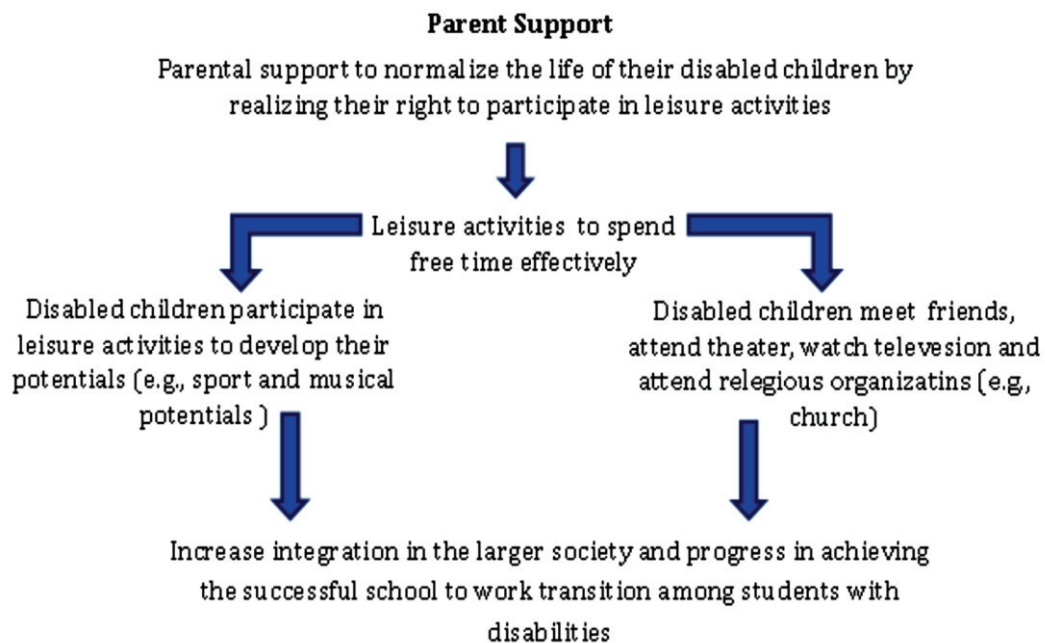 Parent Support
Parental support to normalize the life of their disabled children by
realizing their right to participate in leisure activities
Leisure activities to spend
free time effectively
Disabled children participate in
leisure activities to develop their
potentials (e.g., sport and musical
potentials )
Disabled children meet friends,
attend theater, watch televesion and
attend relegious organizatins (e.g.,
church)
Increase integration in the larger society and progress in achieving
the successful school to work transition among students with
disabilities